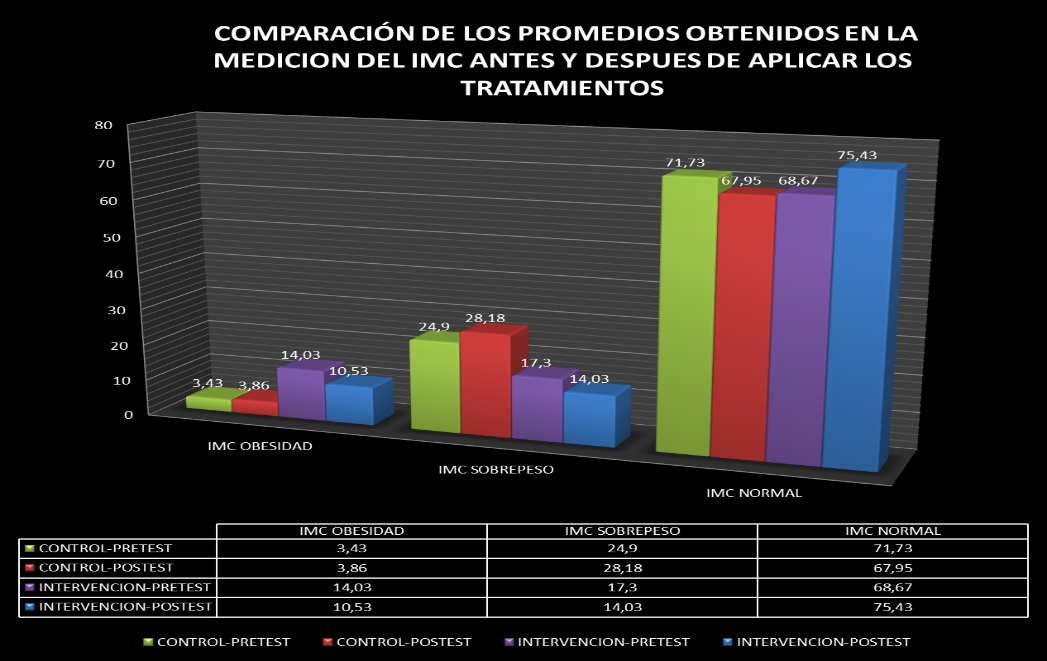 COMPARACIÓN DE LOS PROMEDIOS OBTENIDOS EN LA
MEDICION DEL IMC ANTES Y DESPUES DE APLICAR LOS
TRATAMIENTOS
80
70
60
50
40
30
20
10
0
3,43
3,86
14,03
10,53
24,9
28,18
17,3
14,03
71,73
67,95
68,67
75,43
IMC OBESIDAD
IMC SOBREPESO
IMC NORMAL
IMC OBESIDAD IMC SOBREPESO IMC NORMAL
CONTROL-PRETEST 3,43 24,9 71,73
CONTROL-POSTEST 3,86 28,18 67,95
INTERVENCION-PRETEST 14,03 17,3 68,67
INTERVENCION-POSTEST 10,53 14,03 75,43
CONTROL-PRETEST CONTROL-POSTEST INTERVENCION-PRETEST INTERVENCION-POSTEST